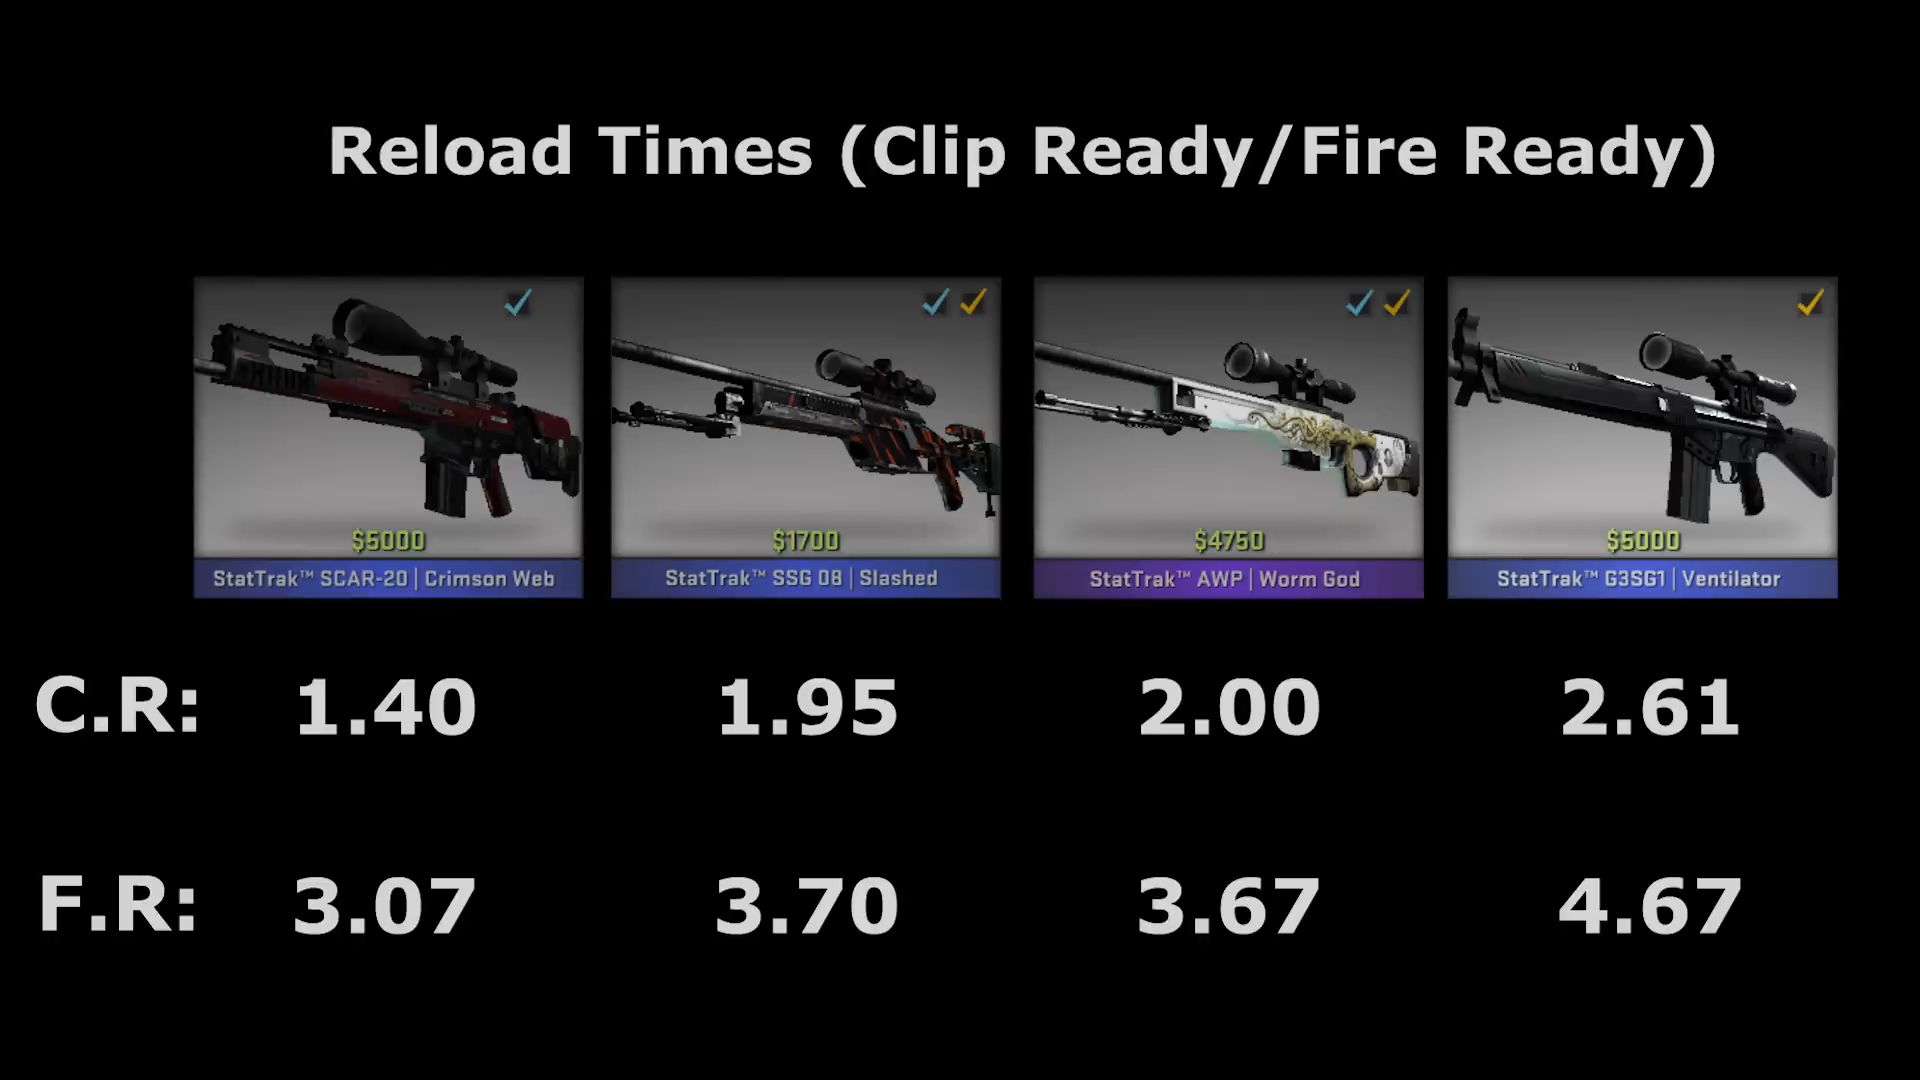 Reload Times (Clip Ready/Fire Ready)
$5000 $1700 $4750 $5000
StatTrak™ SCAR-20 | Crimson Web StatTrak™ SSG 08 | Slashed StatTrak™ AWP | Worm God StatTrak™ G3SG1 | Ventilator
C.R: 1.40 1.95 2.00 2.61
F.R: 3.07 3.70 3.67 4.67